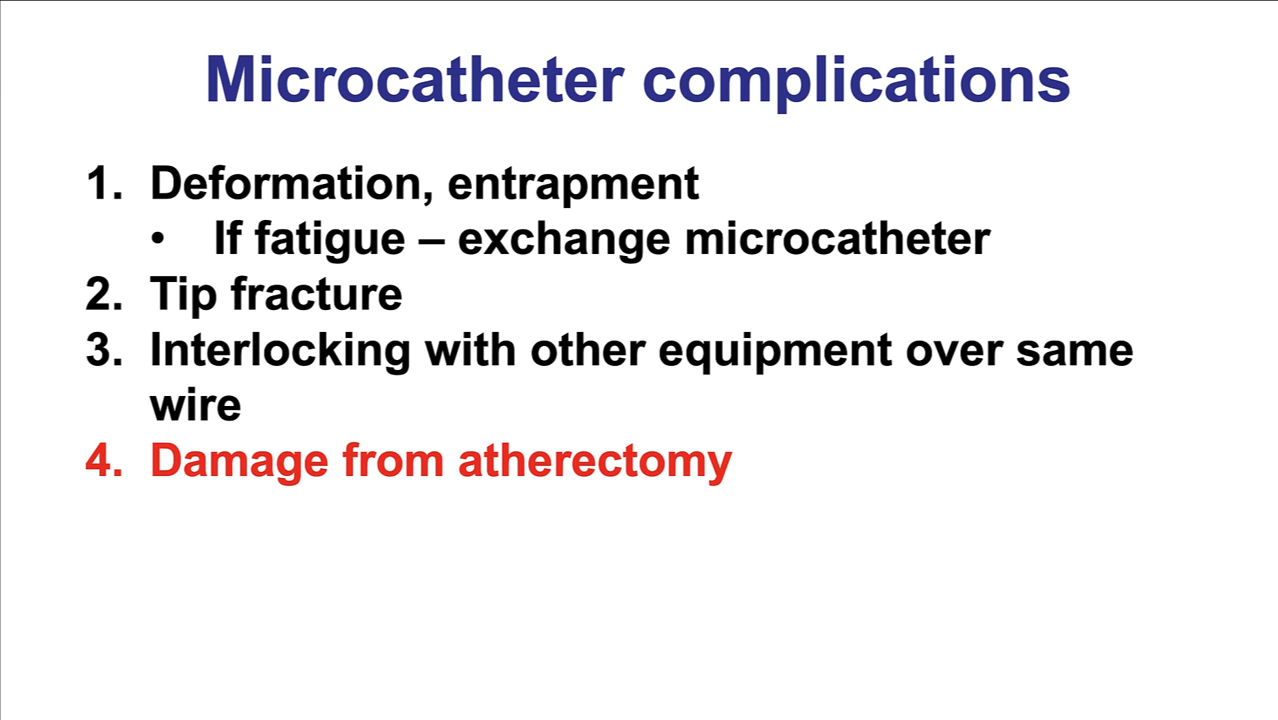 Microcatheter complications
1. Deformation, entrapment
• If fatigue – exchange microcatheter
2. Tip fracture
3. Interlocking with other equipment over same
wire
4. Damage from atherectomy